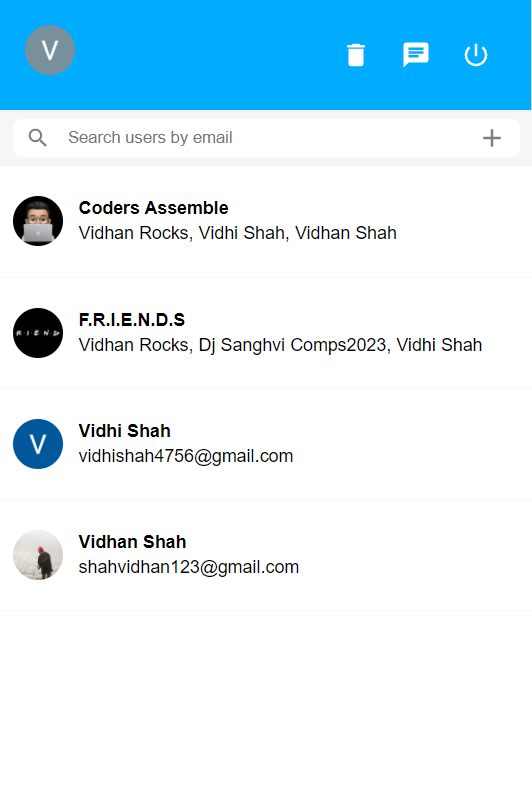 V
Search users by email
Coders Assemble
Vidhan Rocks, Vidhi Shah, Vidhan Shah
R·I·E·N·D
F.R.I.E.N.D.S
Vidhan Rocks, Dj Sanghvi Comps2023, Vidhi Shah
V
Vidhi Shah
vidhishah4756@gmail.com
Vidhan Shah
shahvidhan123@gmail.com